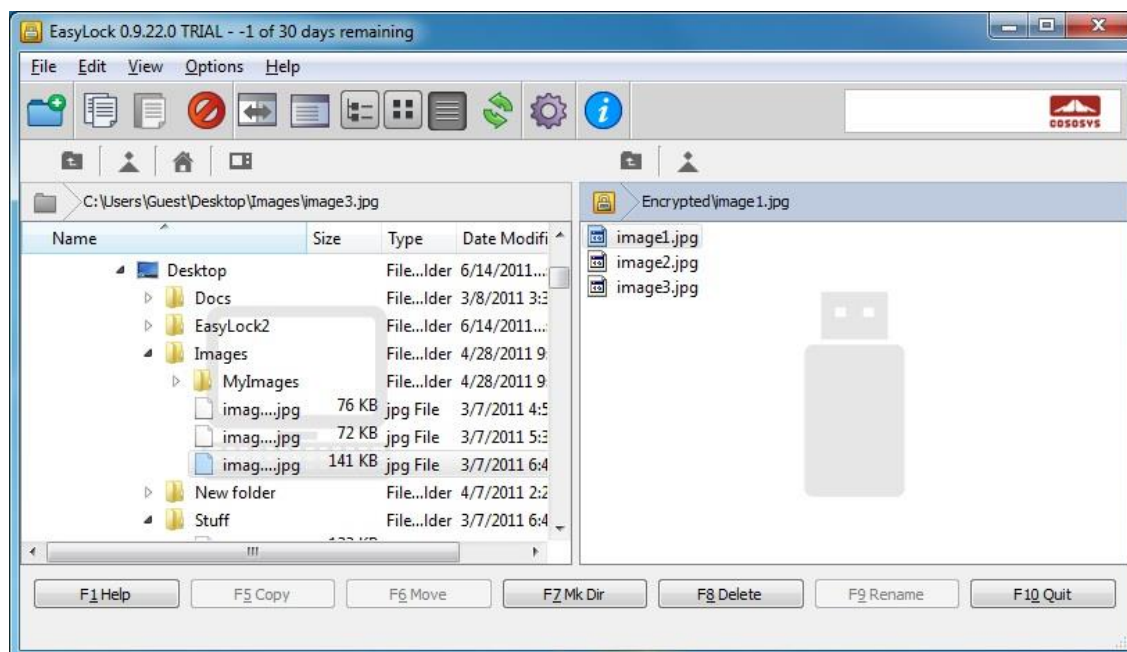 EasyLock 0.9.22.0 TRIAL - -1 of 30 days remaining
File Edit View Options Help
COSOSYS
C:\Users\Guest\Desktop\Images\image3.jpg
Encrypted\image1.jpg
Name Size Type Date Modifi
image1.jpg
image2.jpg
image3.jpg
Desktop File...lder 6/14/2011...
Docs File...lder 3/8/2011 3:3
EasyLock2 File...lder 6/14/2011...
Images File...lder 4/28/2011 9:
MyImages File...lder 4/28/2011 9:
imag....jpg 76 KB jpg File 3/7/2011 4:5
imag....jpg 72 KB jpg File 3/7/2011 5:3
imag....jpg 141 KB jpg File 3/7/2011 6:4
New folder File...lder 4/7/2011 2:2
Stuff File...lder 3/7/2011 6:4
F1 Help F5 Copy F6 Move F7 Mk Dir F8 Delete F9 Rename F10 Quit